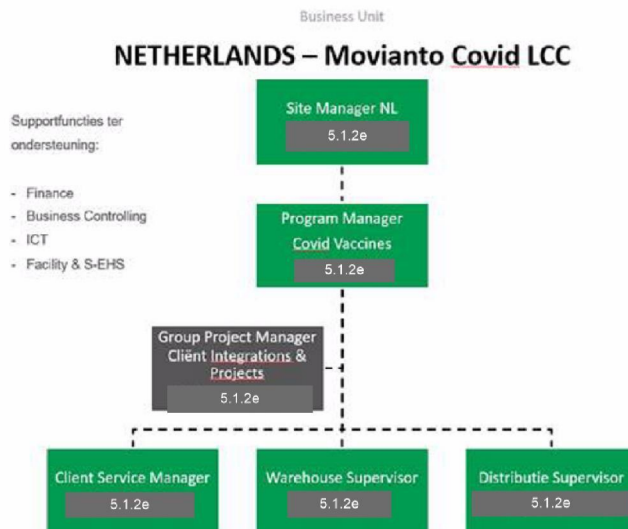 Business Unit
NETHERLANDS – Movianto Covid LCC
Supportfuncties ter
ondersteuning:
- Finance
- Business Controlling
- ICT
- Facility & S-EHS
Site Manager NL
5.1.2e
Program Manager
Covid Vaccines
5.1.2e
Group Project Manager
Cliënt Integrations &
Projects
5.1.2e
Client Service Manager
5.1.2e
Warehouse Supervisor
5.1.2e
Distributie Supervisor
5.1.2e